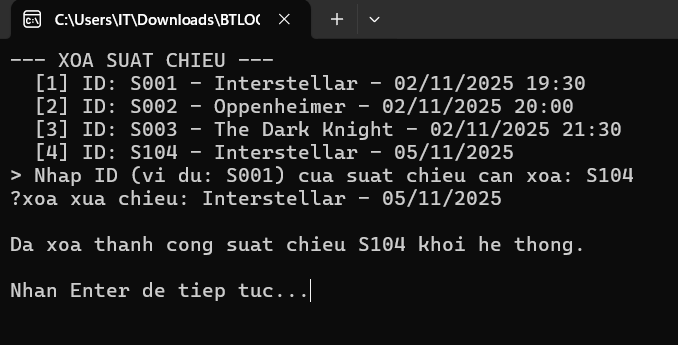 C:\Users\IT\Downloads\BTLO
--- XOA SUAT CHIEU ---
[1] ID: S001 - Interstellar - 02/11/2025 19:30
[2] ID: S002 - Oppenheimer - 02/11/2025 20:00
[3] ID: S003 - The Dark Knight - 02/11/2025 21:30
[4] ID: S104 - Interstellar - 05/11/2025
> Nhap ID (vi du: S001) cua suat chieu can xoa: S104
?xoa xua chieu: Interstellar - 05/11/2025
Da xoa thanh cong suat chieu S104 khoi he thong.
Nhan Enter de tiep tuc...